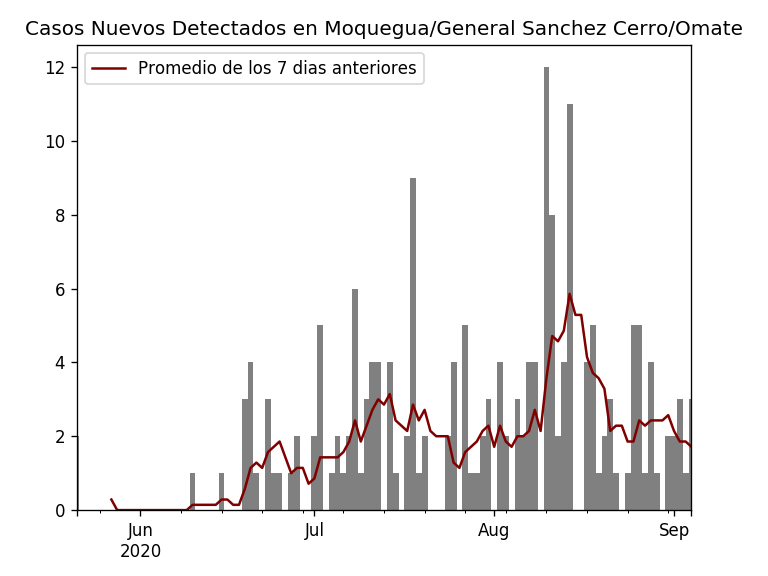 Casos Nuevos Detectados en Moquegua/General Sanchez Cerro/Omate
Promedio de los 7 dias anteriores
12
10
8
6
4
2
0
Jun Jul Aug Sep
2020